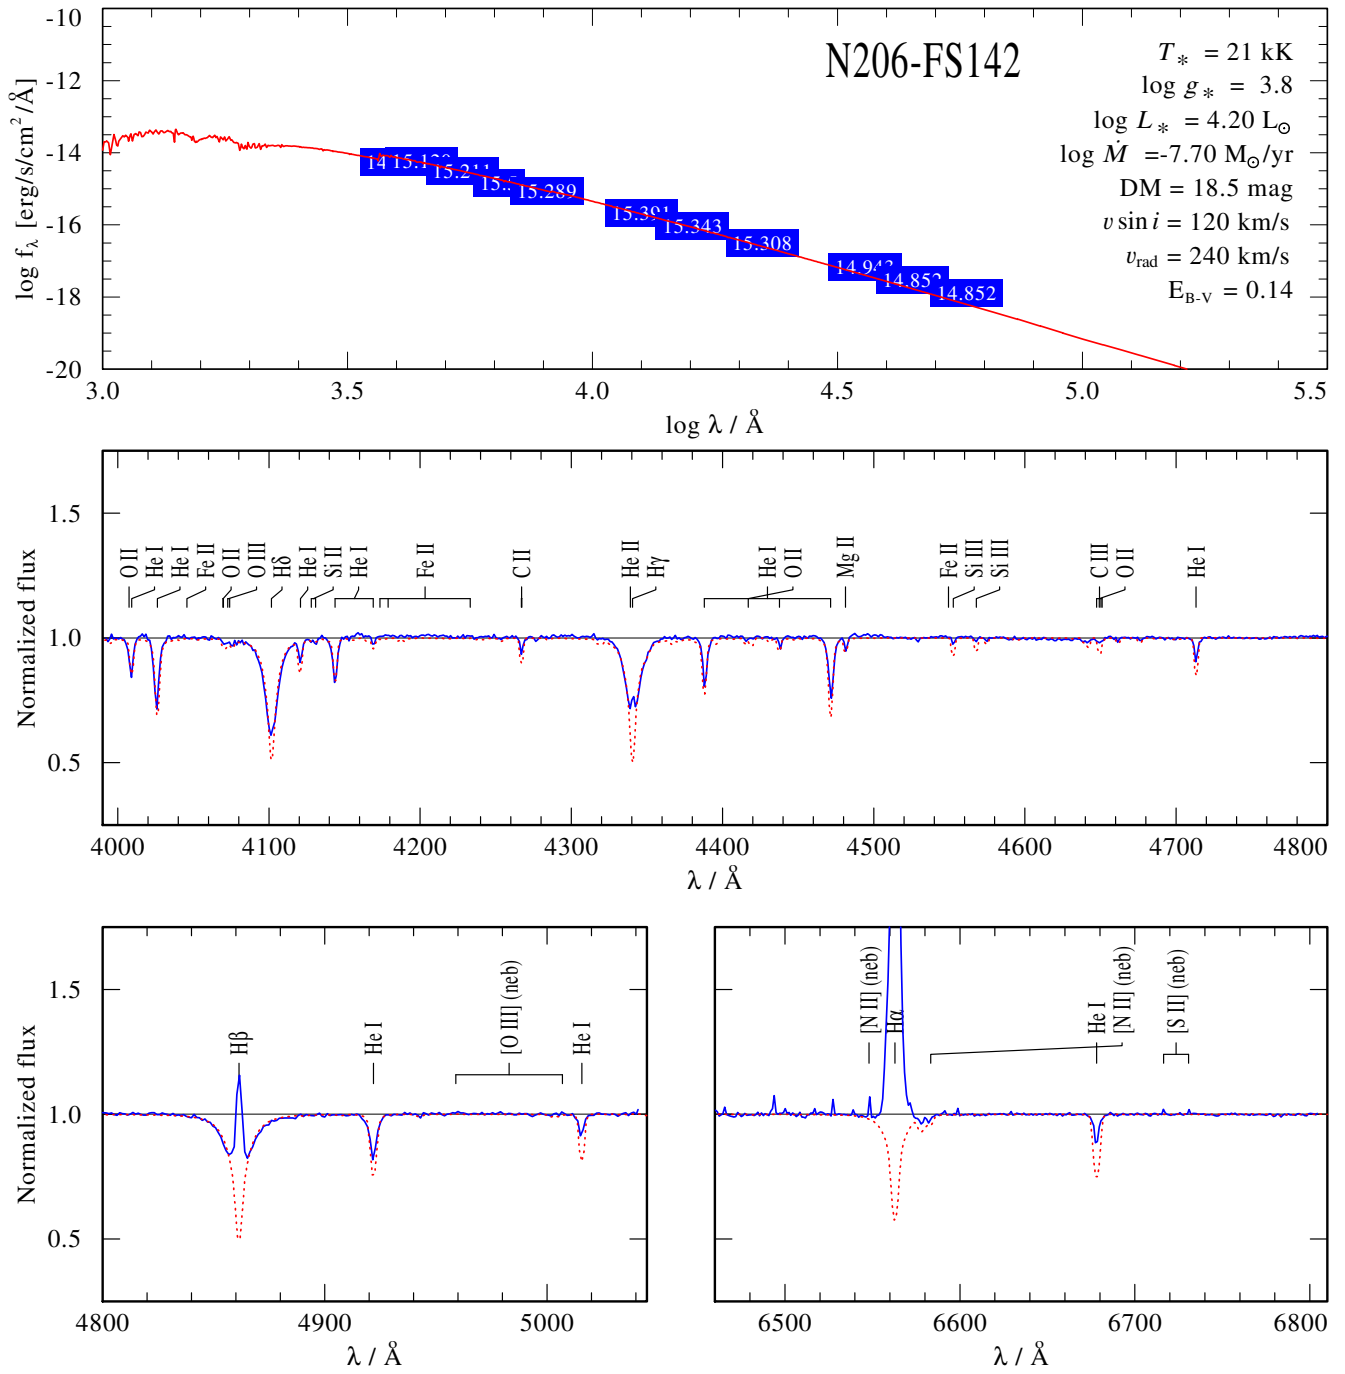 N206-FS142
T* = 21 kK
log g* = 3.8
log L* = 4.20 L⊙
log Ṁ =-7.70 M⊙/yr
DM = 18.5 mag
v sin i = 120 km/s
vrad = 240 km/s
EB-V = 0.14
log fλ [erg/s/cm²/Å]
-10
-12
-14
-16
-18
-20
15.289
15.391
15.343
15.308
14.852
14.852
3.0 3.5 4.0 4.5 5.0 5.5
log λ / Å
Normalized flux
1.5
1.0
0.5
O II
He I
He I
Fe II
O II
O III
Hδ
He I
Si II
He I
Fe II
C II
He II
Hγ
He I
O II
Mg II
Fe II
Si III
Si III
C III
O II
He I
4000 4100 4200 4300 4400 4500 4600 4700 4800
λ / Å
Normalized flux
1.5
1.0
0.5
Hβ
He I
[O III] (neb)
He I
4800 4900 5000
λ / Å
[N II] (neb)
Hα
He I
[N II] (neb)
[S II] (neb)
6500 6600 6700 6800
λ / Å